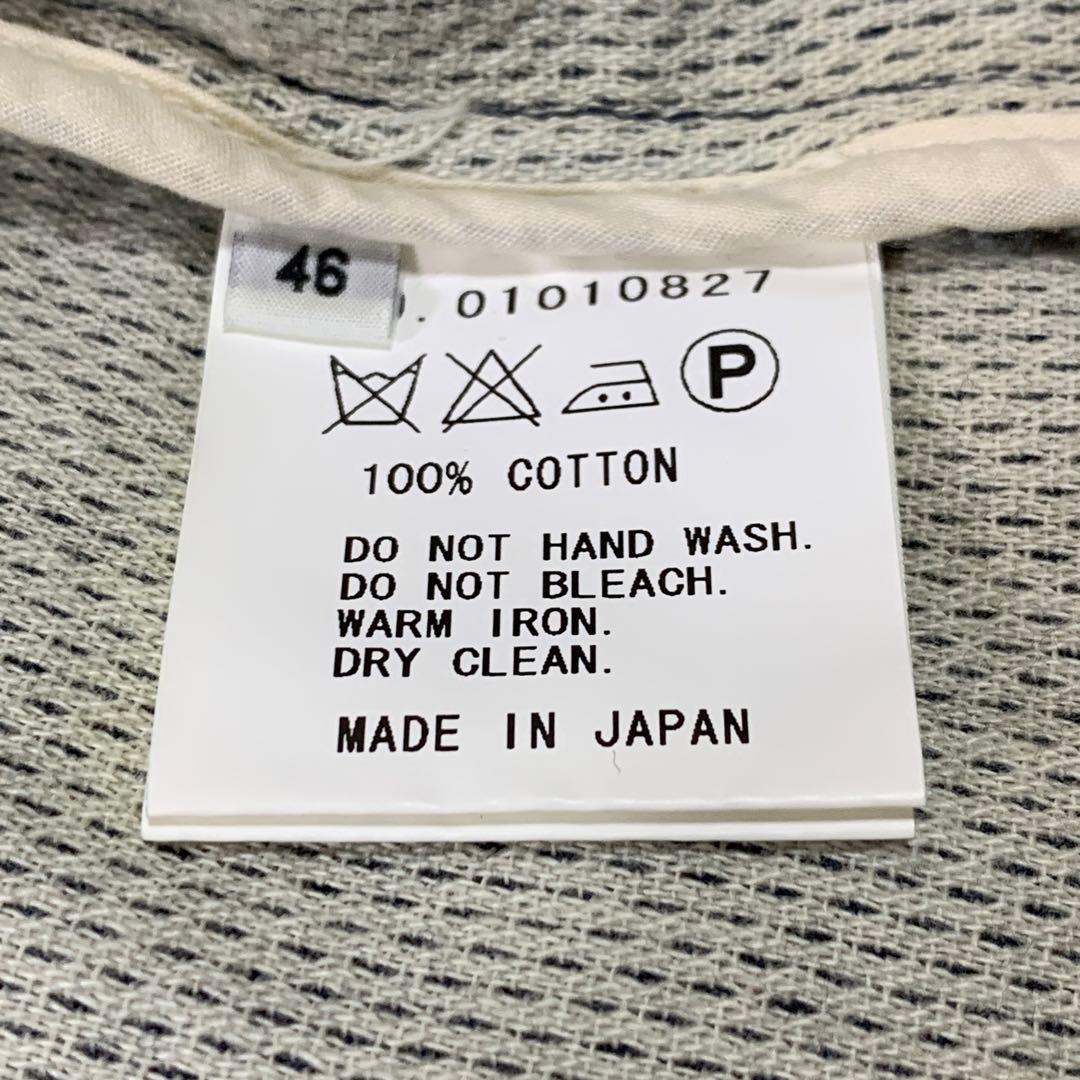 46
. 01010827
P
100% COTTON
DO NOT HAND WASH.
DO NOT BLEACH.
WARM IRON.
DRY CLEAN.
MADE IN JAPAN